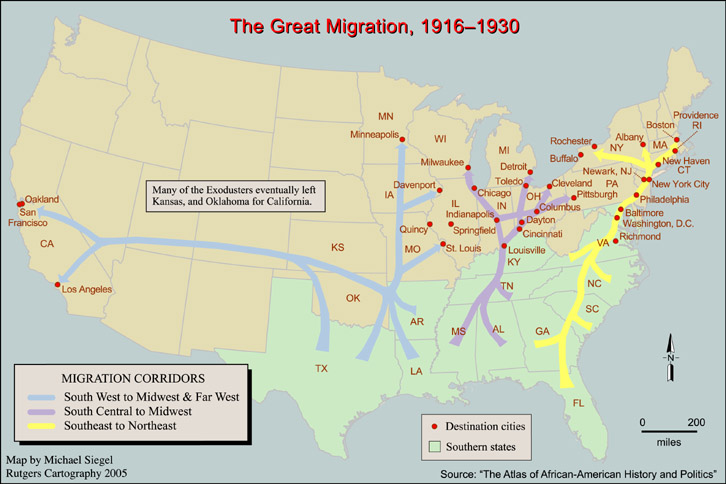 The Great Migration, 1916–1930
MN
Minneapolis
WI
Milwaukee
MI
Detroit
Toledo
Chicago
Davenport
IA
IL
Indianapolis
IN
OH
Cleveland
Pittsburgh
Columbus
Dayton
Cincinnati
Springfield
Quincy
MO
St. Louis
Louisville
KY
Rochester
Buffalo
Albany
NY
Boston
MA
Providence
RI
New Haven
CT
Newark, NJ
New York City
PA
Philadelphia
Baltimore
Washington, D.C.
Richmond
VA
Many of the Exodusters eventually left
Kansas, and Oklahoma for California.
Oakland
San
Francisco
CA
Los Angeles
KS
OK
TX
AR
LA
MS
AL
TN
GA
NC
SC
FL
MIGRATION CORRIDORS
South West to Midwest & Far West
South Central to Midwest
Southeast to Northeast
Destination cities
Southern states
N
0 200
miles
Map by Michael Siegel
Rutgers Cartography 2005
Source: “The Atlas of African-American History and Politics”